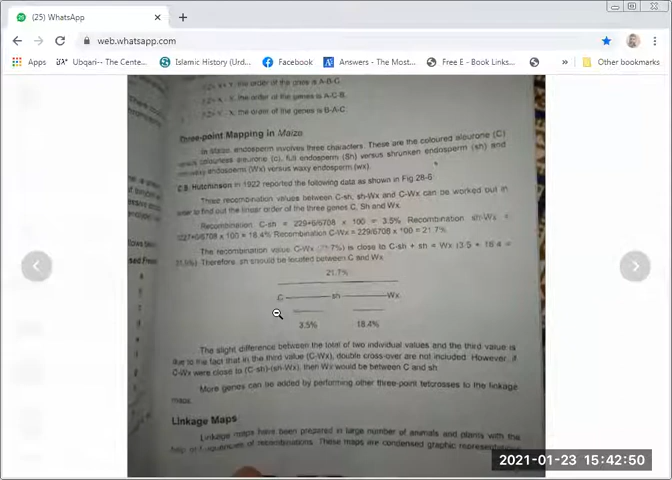 (25) WhatsApp
web.whatsapp.com
Apps Ubqari -- The Cente... Islamic History (Urd... Facebook Answers - The Most... Free E - Book Links... Other bookmarks
the order of the genes is A-B-C.
the order of the genes is A-C-B.
the order of the genes is B-A-C.
Three-point Mapping in Maize
In maize, endosperm involves three characters. These are the coloured aleurone (C)
versus colourless aleurone (c), full endosperm (Sh) versus shrunken endosperm (sh) and
non-waxy endosperm (Wx) versus waxy endosperm (wx).
C.B. Hutchinson in 1922 reported the following data as shown in Fig 28-6
Three recombination values between C-sh, sh-Wx and C-Wx can be worked out in
order to find out the linear order of the three genes C, Sh and Wx.
Recombination C-sh = 229+6/6708 x 100 = 3.5% Recombination sh-Wx =
1227+6/6708 x 100 = 18.4% Recombination C-Wx = 229/6708 x 100 = 21.7%.
The recombination value C-Wx (21.7%) is close to C-sh + sh = Wx (3.5 + 18.4 =
Therefore, sh should be located between C and Wx.
21.7%
C sh Wx
3.5% 18.4%
The slight difference between the total of two individual values and the third value is
due to the fact that in the third value (C-Wx), double cross-over are not included. However, if
C-Wx were close to (C-sh)-(sh-Wx), then Wx would be between C and sh.
More genes can be added by performing other three-point testcrosses to the linkage
maps.
Linkage Maps
Linkage maps have been prepared in large number of animals and plants with the
help of frequencies of recombinations. These maps are condensed graphic
2021-01-23 15:42:50